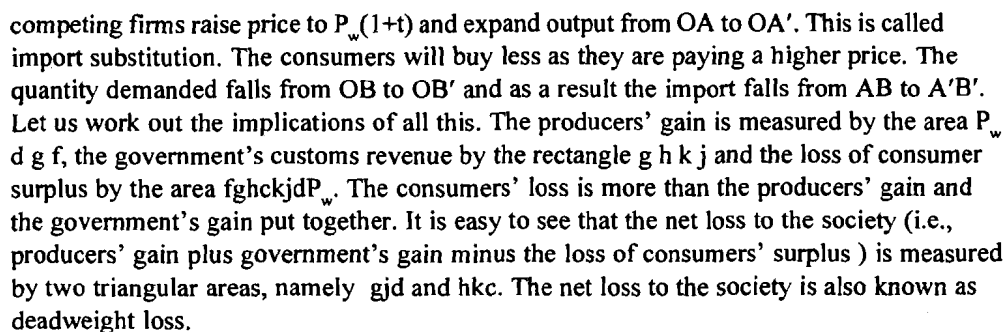 competing firms raise price to Pw(1+t) and expand output from OA to OA′. This is called
import substitution. The consumers will buy less as they are paying a higher price. The
quantity demanded falls from OB to OB′ and as a result the import falls from AB to A′B′.
Let us work out the implications of all this. The producers’ gain is measured by the area Pw
d g f, the government’s customs revenue by the rectangle g h k j and the loss of consumer
surplus by the area fghckjdPw. The consumers’ loss is more than the producers’ gain and
the government’s gain put together. It is easy to see that the net loss to the society (i.e.,
producers’ gain plus government’s gain minus the loss of consumers’ surplus ) is measured
by two triangular areas, namely gjd and hkc. The net loss to the society is also known as
deadweight loss.